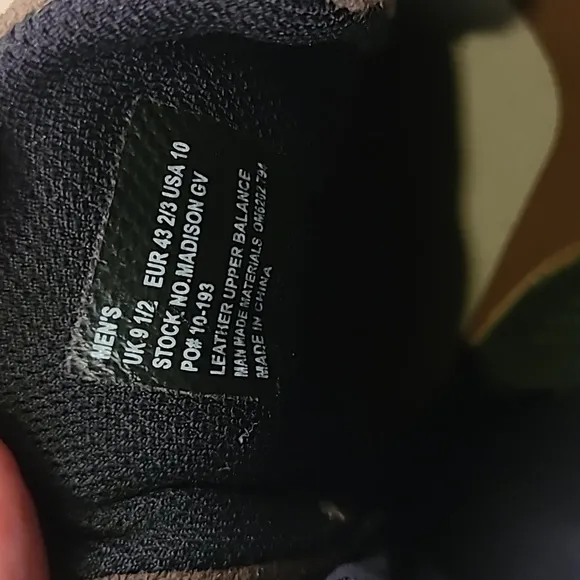 MEN'S
UK 9 1/2 EUR 43 2/3 USA 10
STOCK NO.MADISON GV
PO# 10-193
LEATHER UPPER BALANCE
MAN MADE MATERIALS
MADE IN CHINA